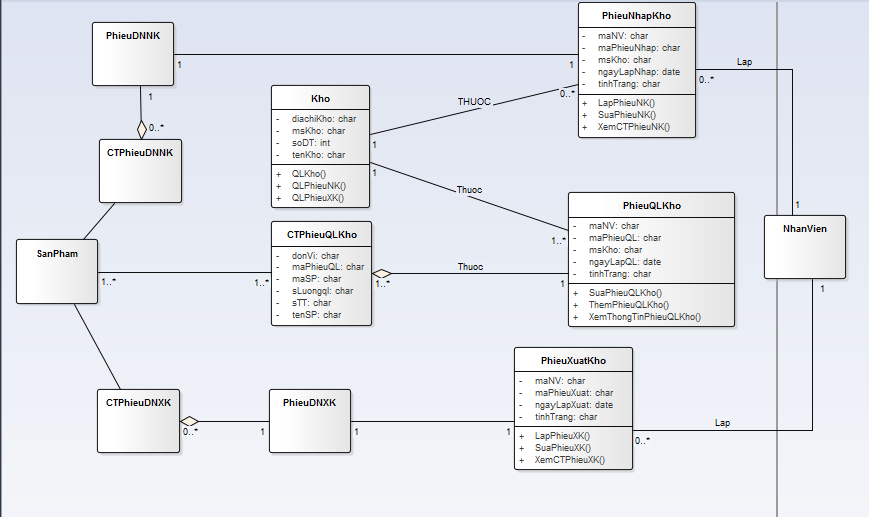 PhieuDNNK
1
1
PhieuNhapKho
- maNV: char
- maPhieuNhap: char
- msKho: char
- ngayLapNhap: date
- tinhTrang: char
+ LapPhieuNK()
+ SuaPhieuNK()
+ XemCTPhieuNK()
Lap
0..*
1
0..*
CTPhieuDNNK
Kho
- diachiKho: char
- msKho: char
- soDT: int
- tenKho: char
+ QLKho()
+ QLPhieuNK()
+ QLPhieuXK()
THUOC
0..*
1
1
Thuoc
1..*
PhieuQLKho
- maNV: char
- maPhieuQL: char
- msKho: char
- ngayLapQL: date
- tinhTrang: char
+ SuaPhieuQLKho()
+ ThemPhieuQLKho()
+ XemThongTinPhieuQLKho()
1
NhanVien
1
SanPham
1..*
1..*
CTPhieuQLKho
- donVi: char
- maPhieuQL: char
- maSP: char
- sLuongql: char
- sTT: char
- tenSP: char
1..*
Thuoc
1
CTPhieuDNXK
0..*
1
PhieuDNXK
1
1
PhieuXuatKho
- maNV: char
- maPhieuXuat: char
- ngayLapXuat: date
- tinhTrang: char
+ LapPhieuXK()
+ SuaPhieuXK()
+ XemCTPhieuXK()
Lap
0..*